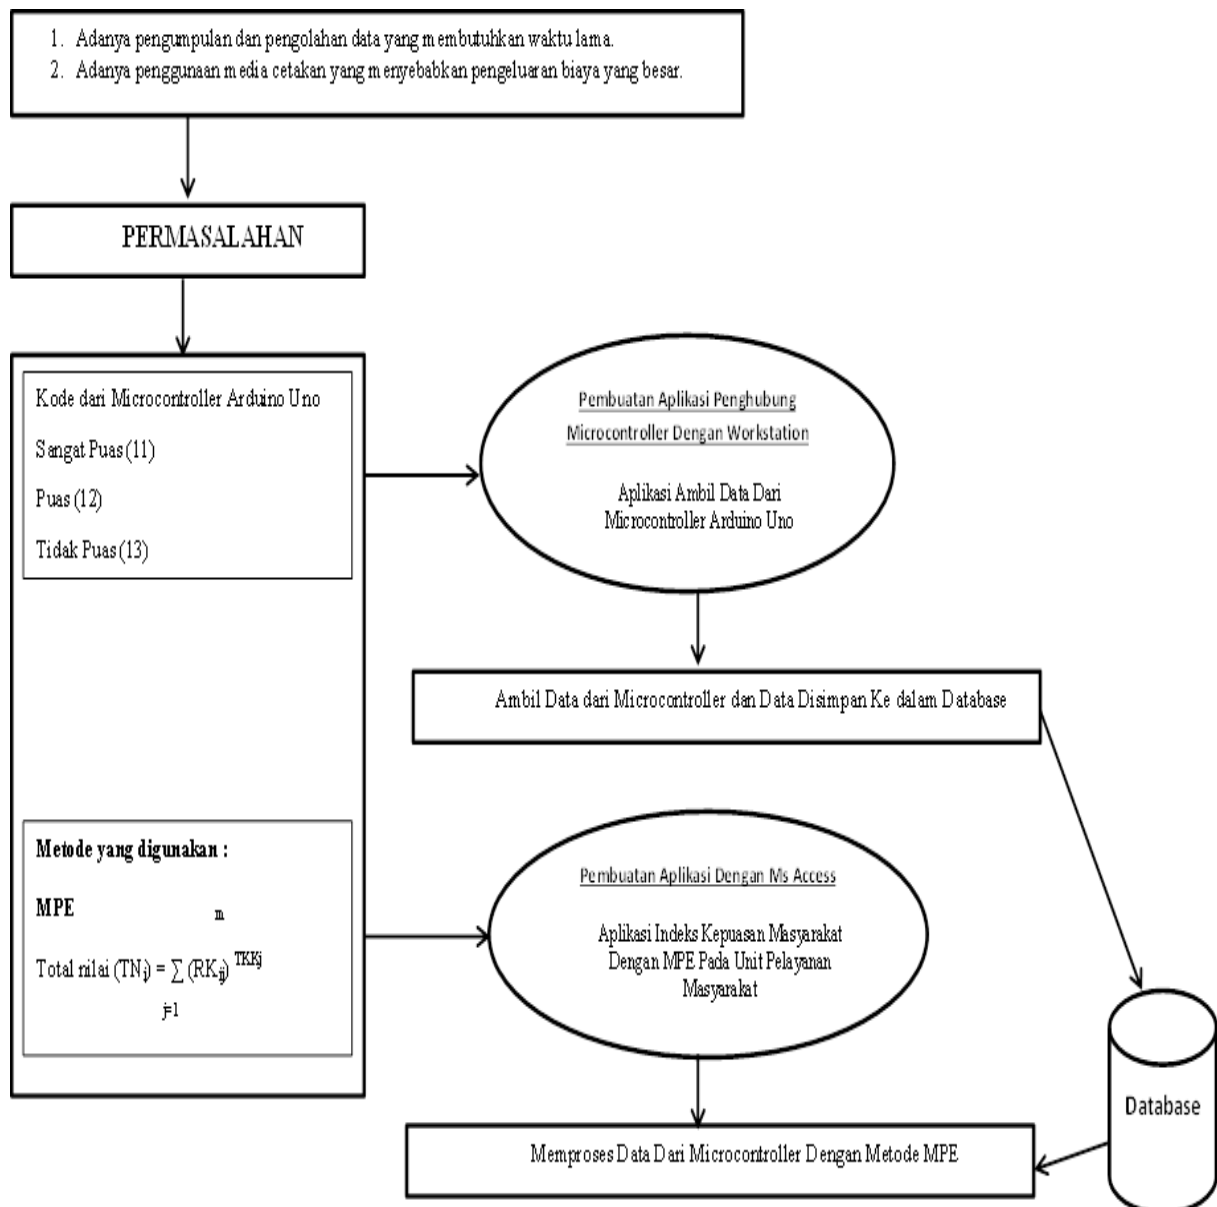 1. Adanya pengumpulan dan pengolahan data yang membutuhkan waktu lama.
2. Adanya penggunaan media cetakan yang menyebabkan pengeluaran biaya yang besar.
PERMASALAHAN
Kode dari Microcontroller Arduino Uno
Sangat Puas (11)
Puas (12)
Tidak Puas (13)
Pembuatan Aplikasi Penghubung
Microcontroller Dengan Workstation
Aplikasi Ambil Data Dari
Microcontroller Arduino Uno
Ambil Data dari Microcontroller dan Data Disimpan Ke dalam Database
Metode yang digunakan :
MPE
m
Total nilai (TNi) = ∑ (RKij) TKKj
j=1
Pembuatan Aplikasi Dengan Ms Access
Aplikasi Indeks Kepuasan Masyarakat
Dengan MPE Pada Unit Pelayanan
Masyarakat
Database
Memproses Data Dari Microcontroller Dengan Metode MPE